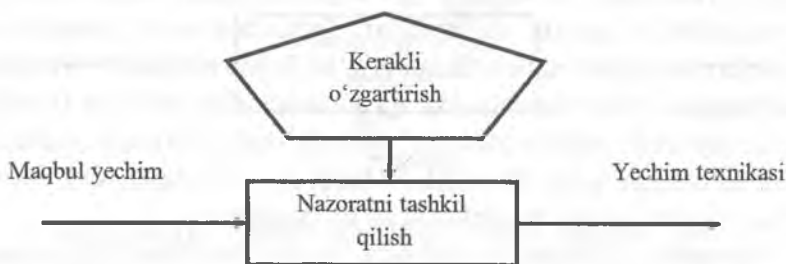 Kerakli
o‘zgartirish
Maqbul yechim
Yechim texnikasi
Nazoratni tashkil
qilish